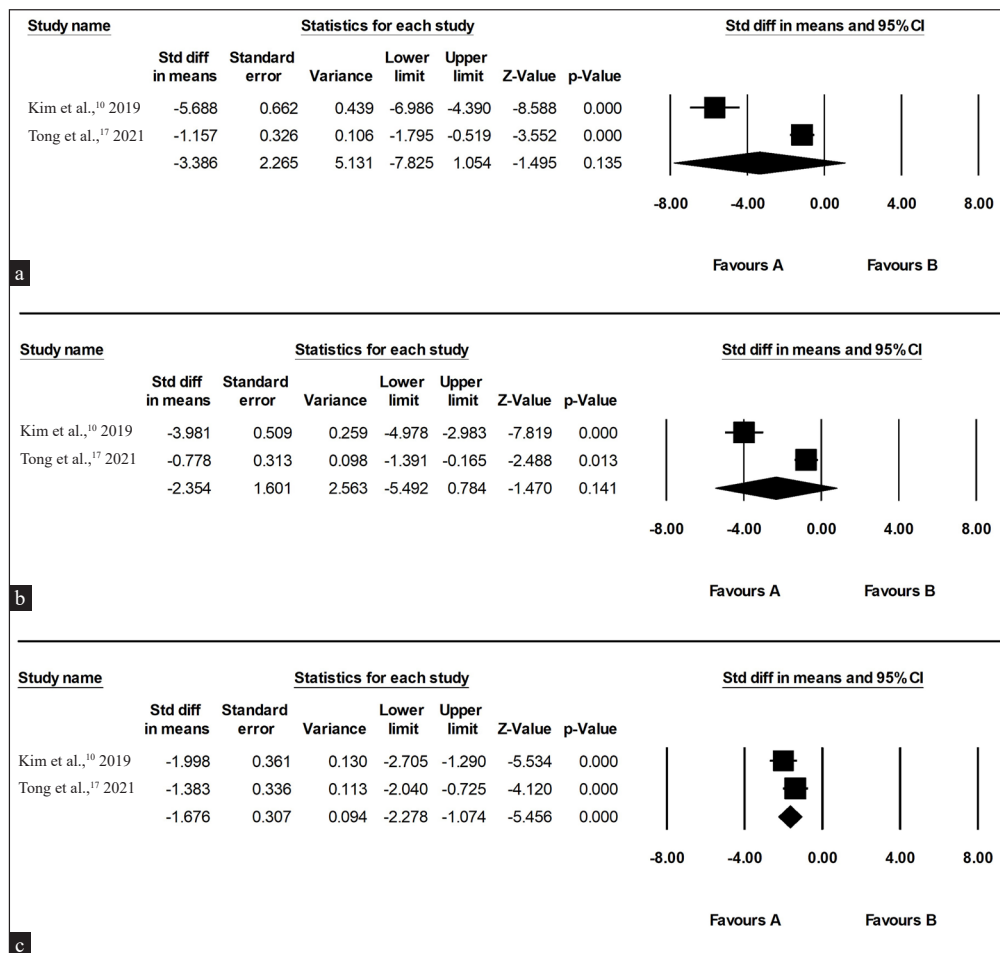 Study name Statistics for each study Std diff in means and 95% CI
Std diff Standard Lower Upper
in means error Variance limit limit Z-Value p-Value
Kim et al.,¹⁰ 2019 -5.688 0.662 0.439 -6.986 -4.390 -8.588 0.000
Tong et al.,¹⁷ 2021 -1.157 0.326 0.106 -1.795 -0.519 -3.552 0.000
-3.386 2.265 5.131 -7.825 1.054 -1.495 0.135
-8.00 -4.00 0.00 4.00 8.00
Favours A Favours B
a
Study name Statistics for each study Std diff in means and 95% CI
Std diff Standard Lower Upper
in means error Variance limit limit Z-Value p-Value
Kim et al.,¹⁰ 2019 -3.981 0.509 0.259 -4.978 -2.983 -7.819 0.000
Tong et al.,¹⁷ 2021 -0.778 0.313 0.098 -1.391 -0.165 -2.488 0.013
-2.354 1.601 2.563 -5.492 0.784 -1.470 0.141
-8.00 -4.00 0.00 4.00 8.00
Favours A Favours B
b
Study name Statistics for each study Std diff in means and 95% CI
Std diff Standard Lower Upper
in means error Variance limit limit Z-Value p-Value
Kim et al.,¹⁰ 2019 -1.998 0.361 0.130 -2.705 -1.290 -5.534 0.000
Tong et al.,¹⁷ 2021 -1.383 0.336 0.113 -2.040 -0.725 -4.120 0.000
-1.676 0.307 0.094 -2.278 -1.074 -5.456 0.000
-8.00 -4.00 0.00 4.00 8.00
Favours A Favours B
c